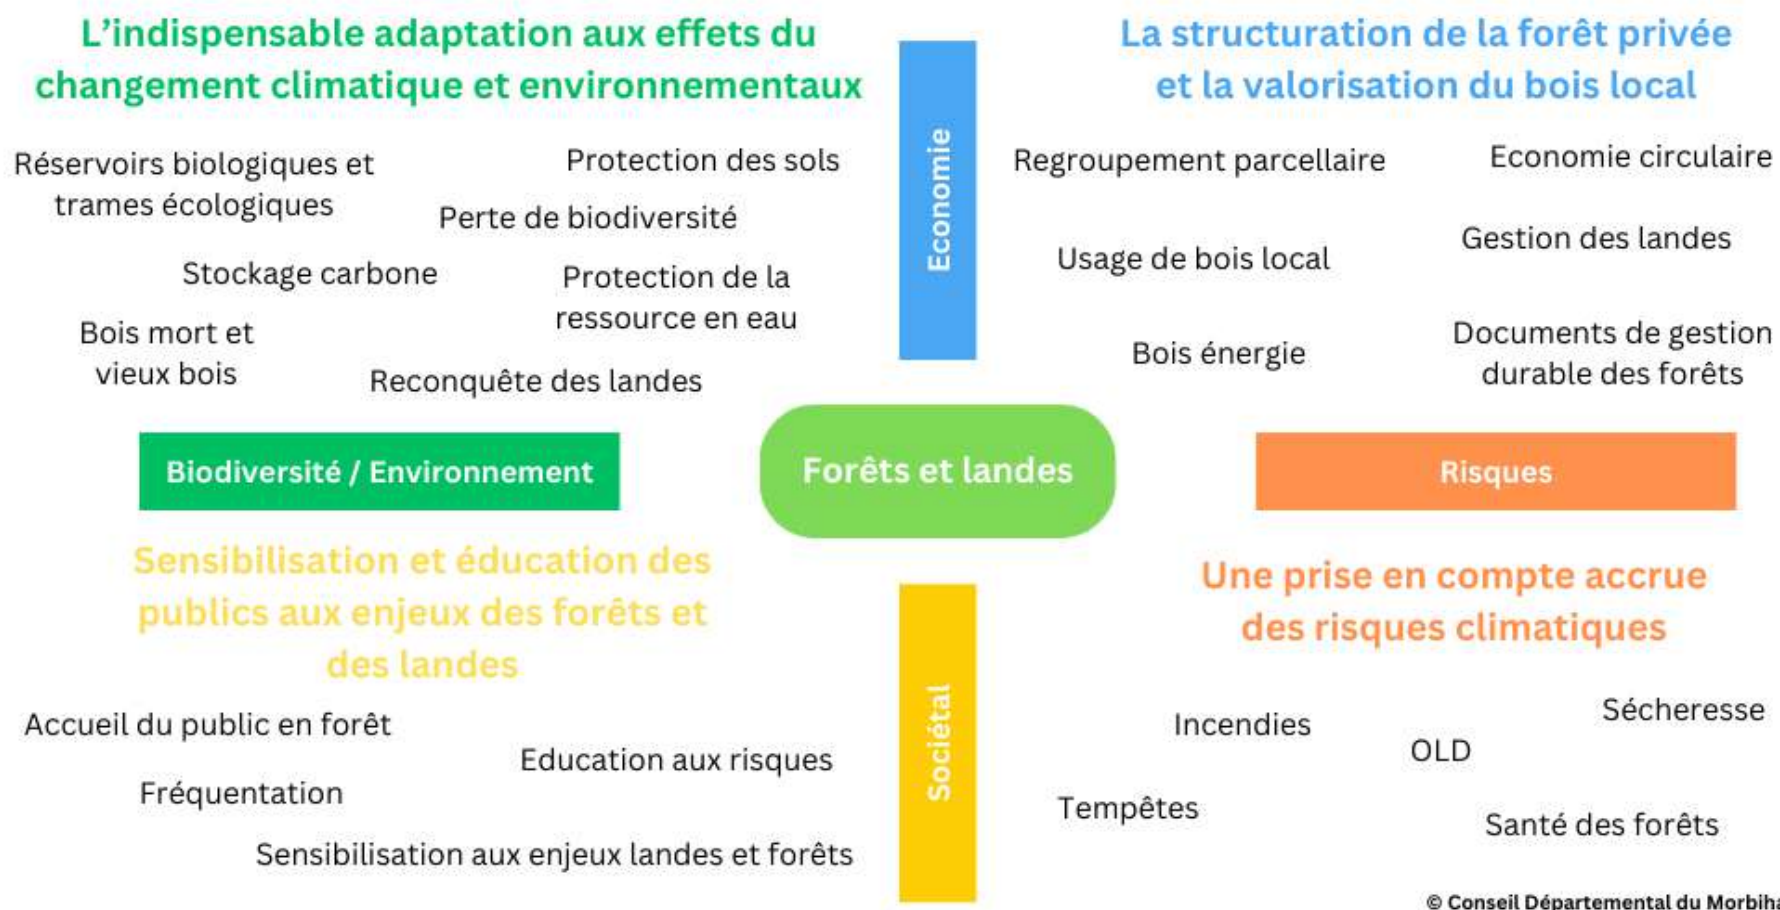 L'indispensable adaptation aux effets du
changement climatique et environnementaux
Réservoirs biologiques et
trames écologiques
Protection des sols
Perte de biodiversité
Stockage carbone
Protection de la
ressource en eau
Bois mort et
vieux bois
Reconquête des landes
Economie
La structuration de la forêt privée
et la valorisation du bois local
Regroupement parcellaire
Economie circulaire
Usage de bois local
Gestion des landes
Bois énergie
Documents de gestion
durable des forêts
Biodiversité / Environnement
Forêts et landes
Risques
Sensibilisation et éducation des
publics aux enjeux des forêts et
des landes
Accueil du public en forêt
Education aux risques
Fréquentation
Sensibilisation aux enjeux landes et forêts
Sociétal
Une prise en compte accrue
des risques climatiques
Incendies
Sécheresse
OLD
Tempêtes
Santé des forêts
© Conseil Départemental du Morbiha